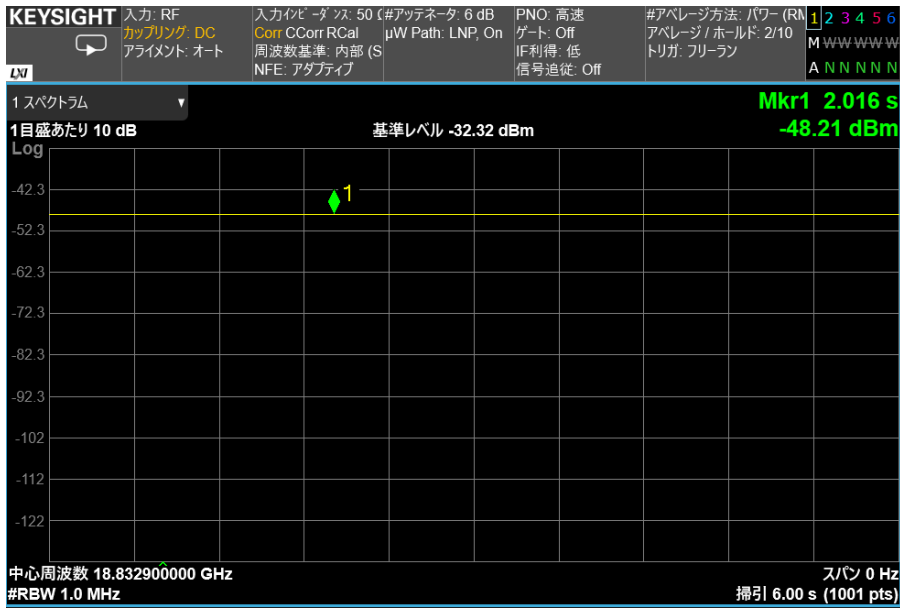 KEYSIGHT
入力: RF
カップリング: DC
アライメント: オート
入力インピーダンス: 50 Ω
Corr CCorr RCal
周波数基準: 内部 (S
NFE: アダプティブ
#アッテネータ: 6 dB
µW Path: LNP, On
PNO: 高速
ゲート: Off
IF利得: 低
信号追従: Off
#アベレージ方法: パワー (RM
アベレージ / ホールド: 2/10
トリガ: フリーラン
1 2 3 4 5 6
M W W W W W
A N N N N N
LXI
1 スペクトラム
Mkr1 2.016 s
1目盛あたり 10 dB
基準レベル -32.32 dBm
-48.21 dBm
Log
1
-42.3
-52.3
-62.3
-72.3
-82.3
-92.3
-102
-112
-122
中心周波数 18.832900000 GHz
スパン 0 Hz
#RBW 1.0 MHz
掃引 6.00 s (1001 pts)